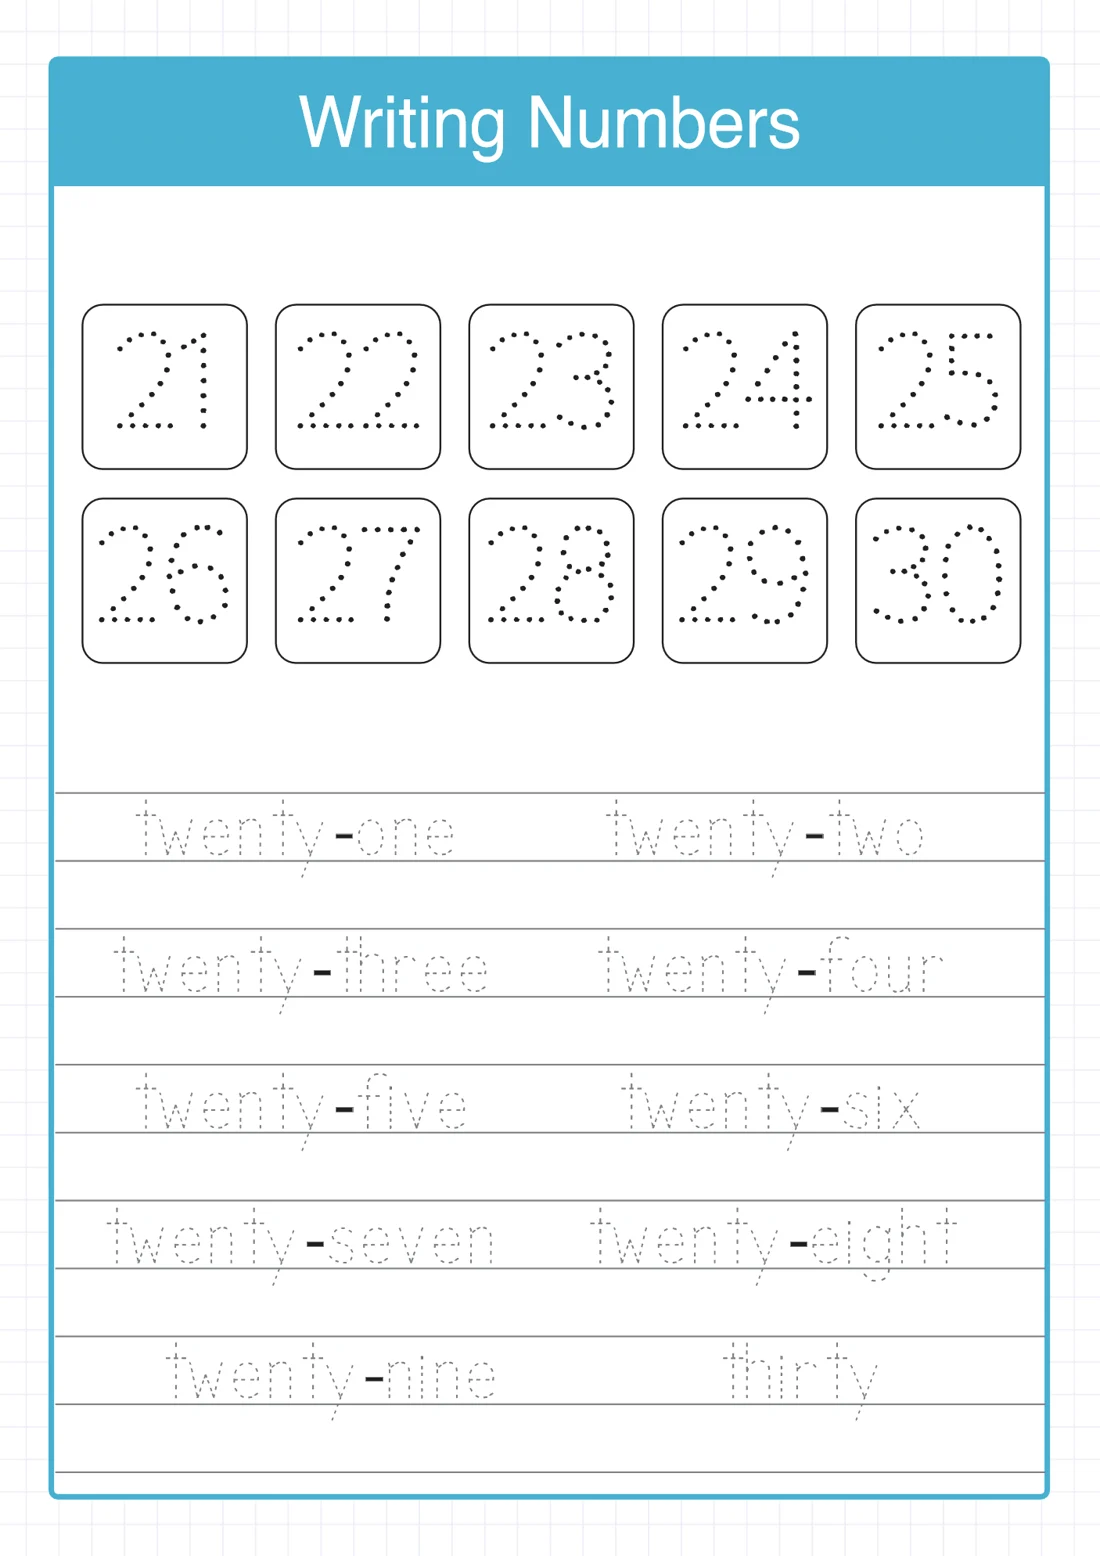 Writing Numbers
21 22 23 24 25
26 27 28 29 30
twenty-one twenty-two
twenty-three twenty-four
twenty-five twenty-six
twenty-seven twenty-eight
twenty-nine thirty